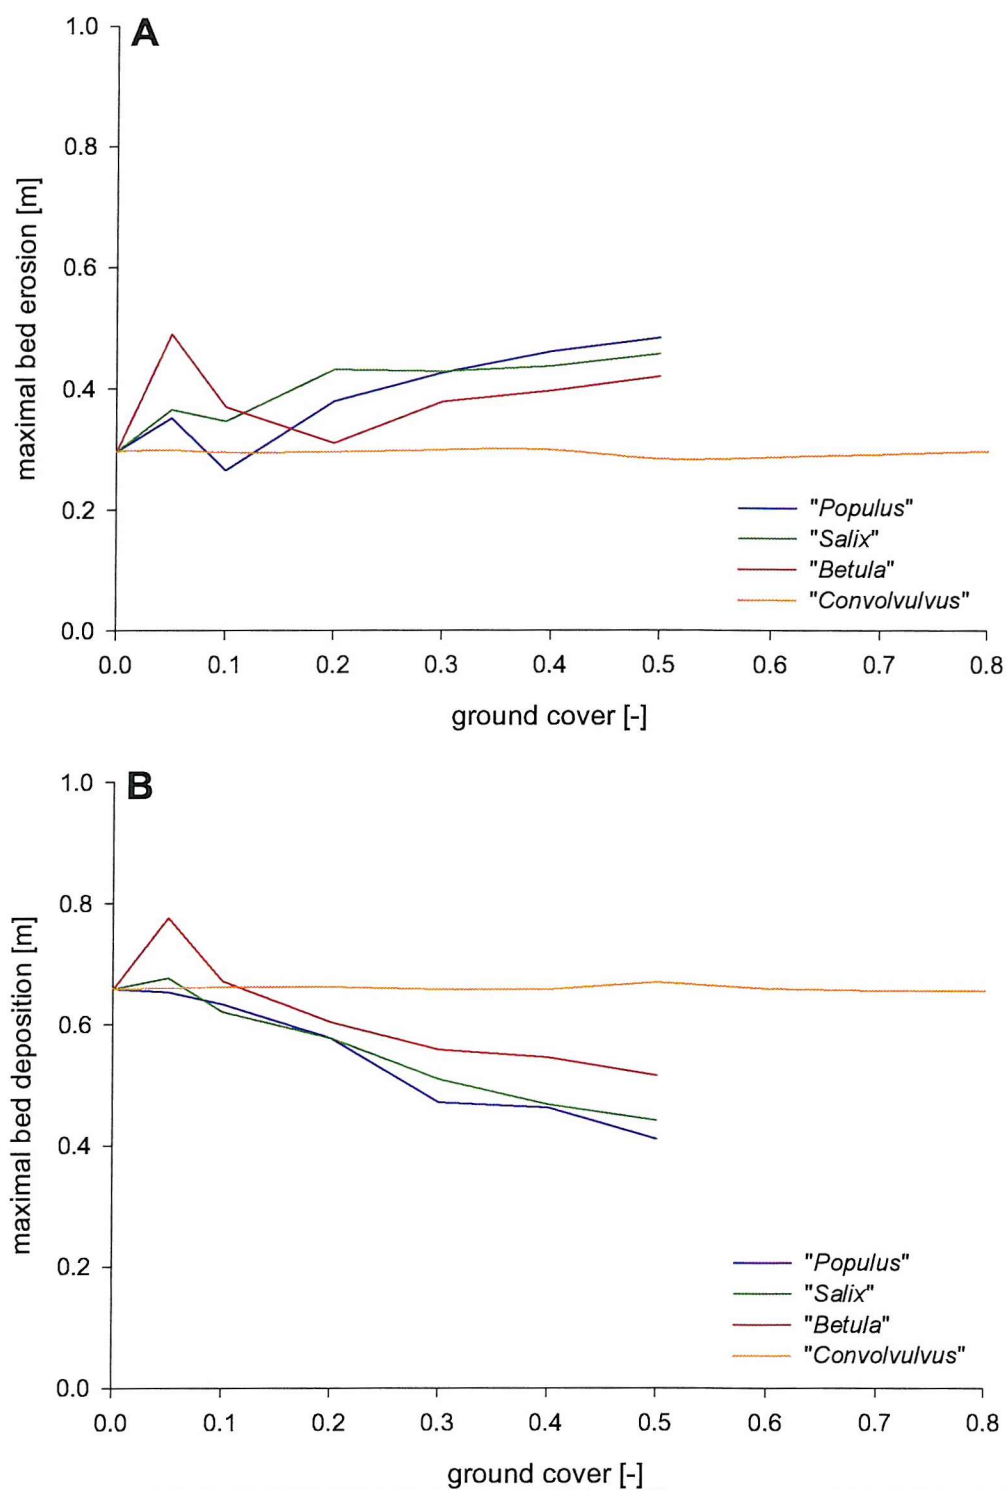 A
1.0
0.8
0.6
0.4
0.2
0.0
maximal bed erosion [m]
"Populus"
"Salix"
"Betula"
"Convolvulvus"
0.0 0.1 0.2 0.3 0.4 0.5 0.6 0.7 0.8
ground cover [-]
B
1.0
0.8
0.6
0.4
0.2
0.0
maximal bed deposition [m]
"Populus"
"Salix"
"Betula"
"Convolvulvus"
0.0 0.1 0.2 0.3 0.4 0.5 0.6 0.7 0.8
ground cover [-]